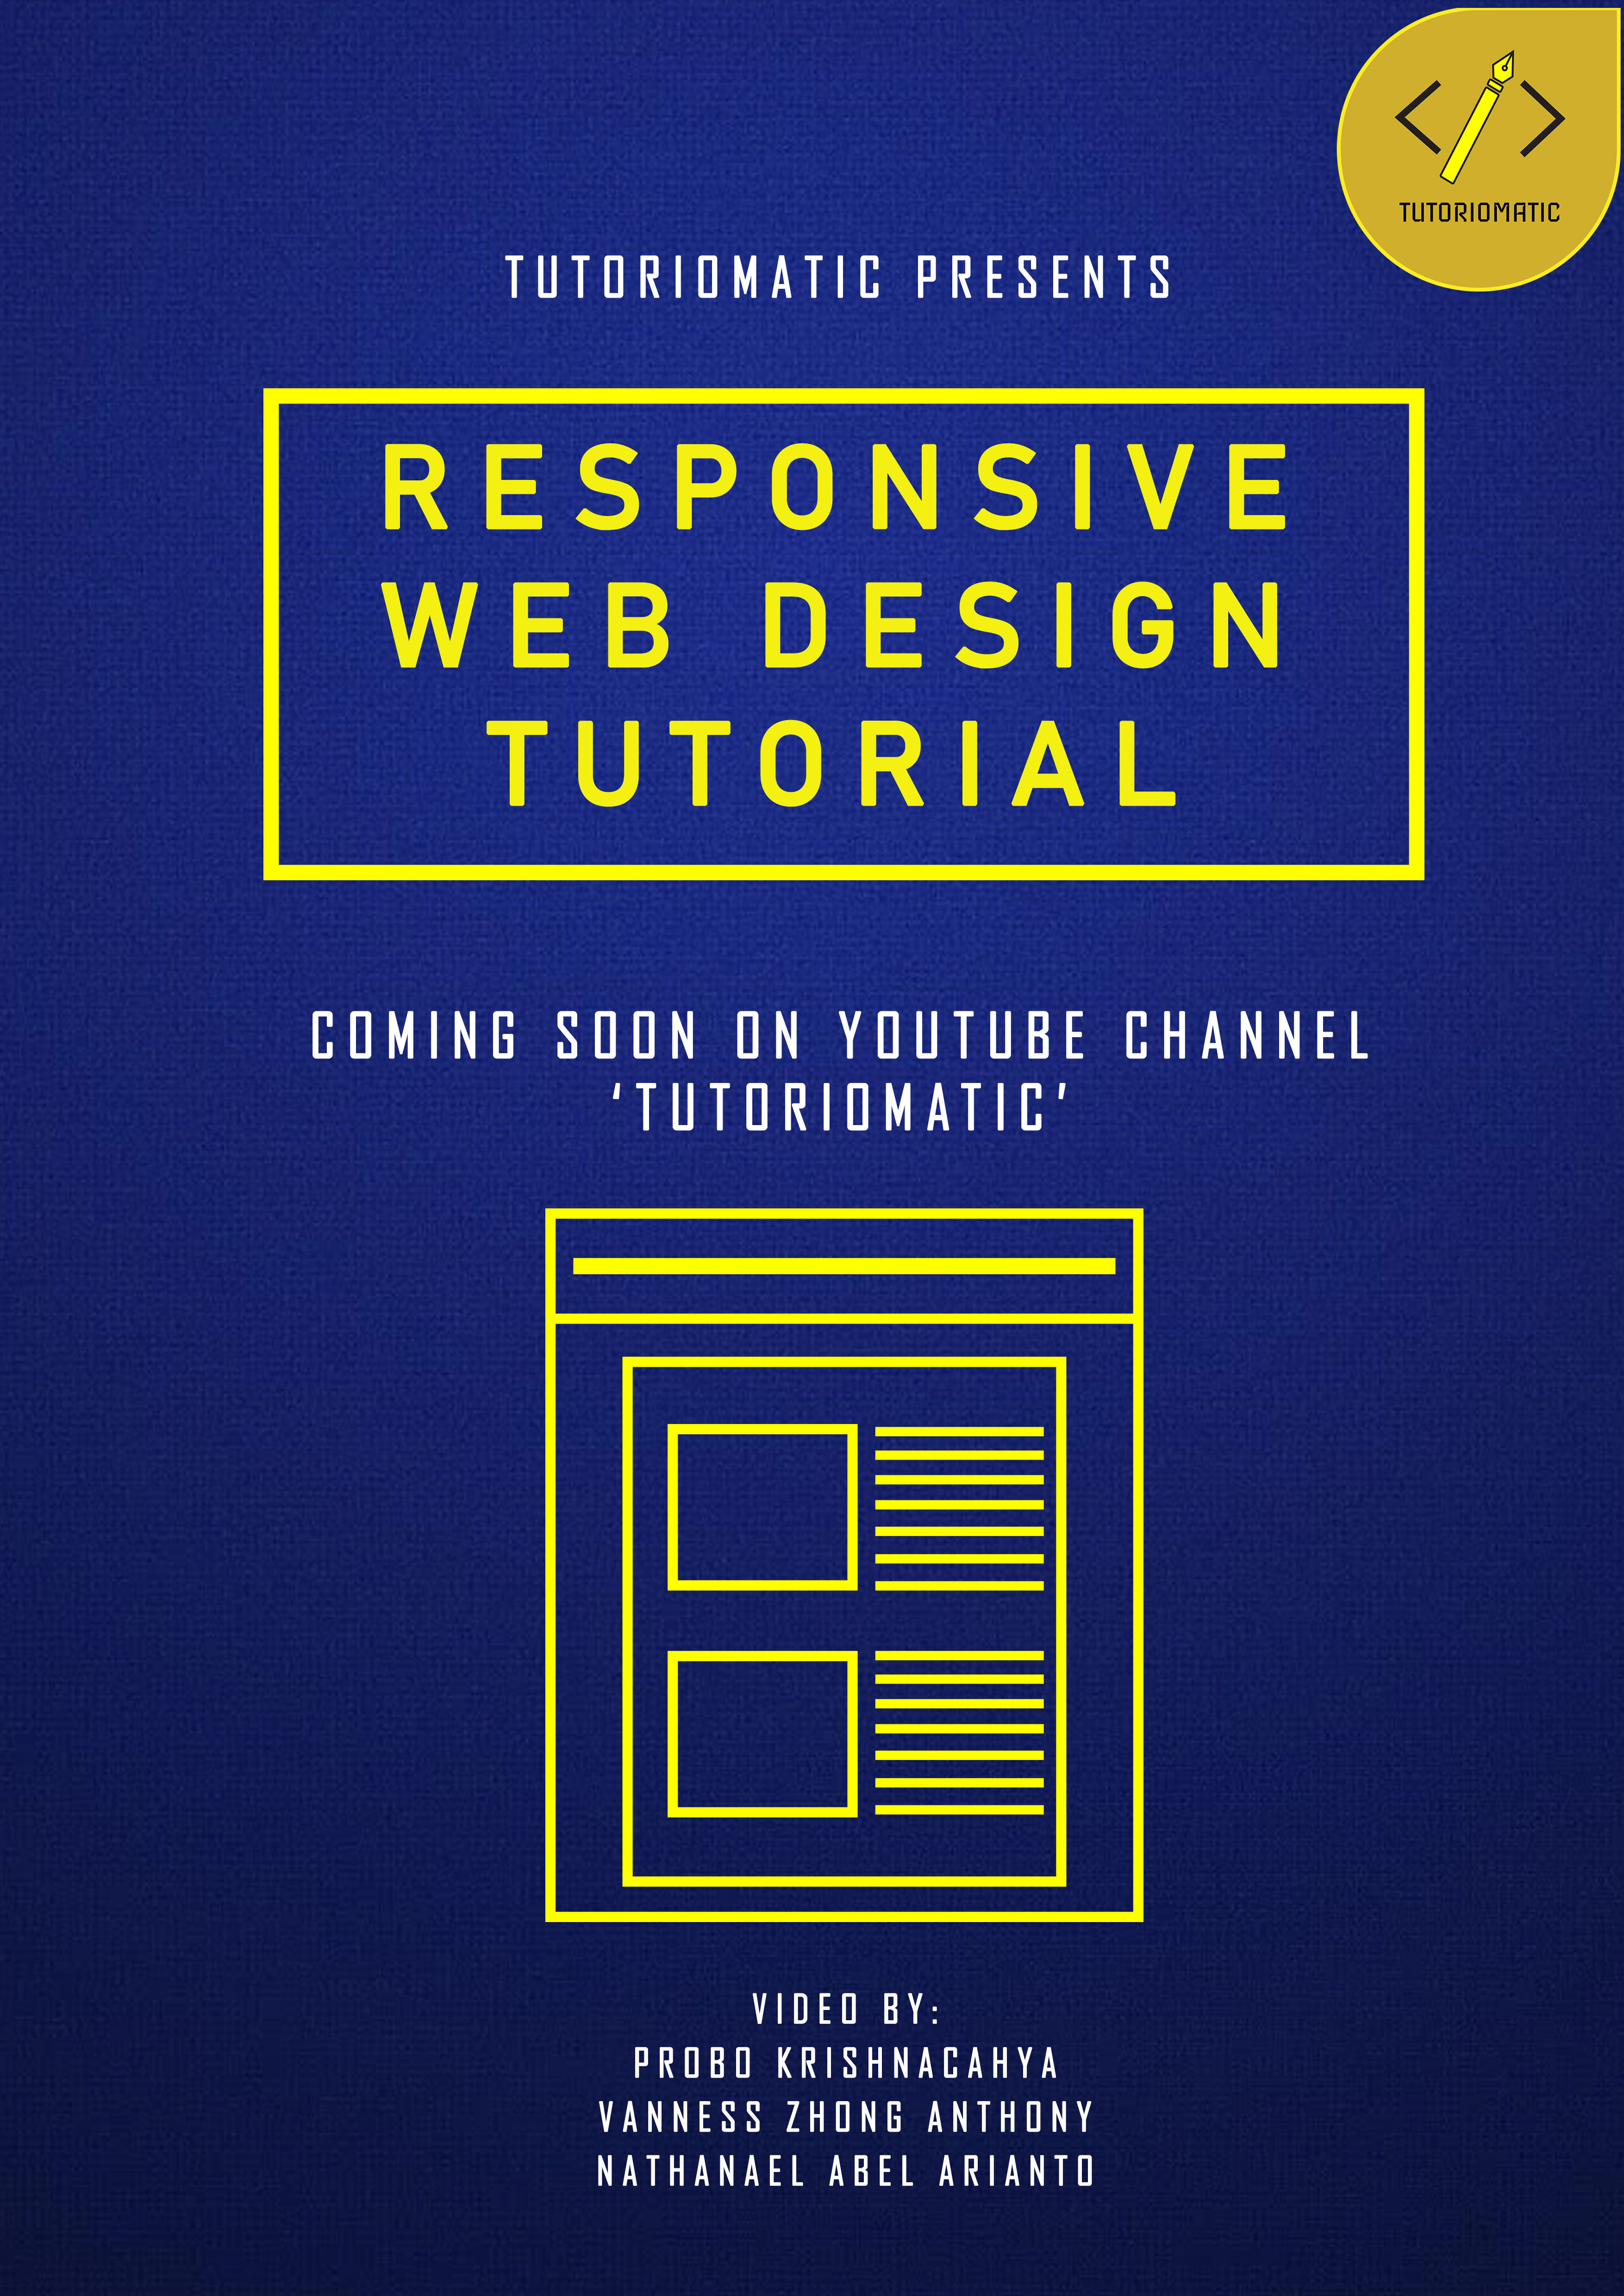 TUTORIOMATIC
TUTORIOMATIC PRESENTS
RESPONSIVE
WEB DESIGN
TUTORIAL
COMING SOON ON YOUTUBE CHANNEL
‘TUTORIOMATIC’
VIDEO BY:
PROBO KRISHNACAHYA
VANNESS ZHONG ANTHONY
NATHANAEL ABEL ARIANTO